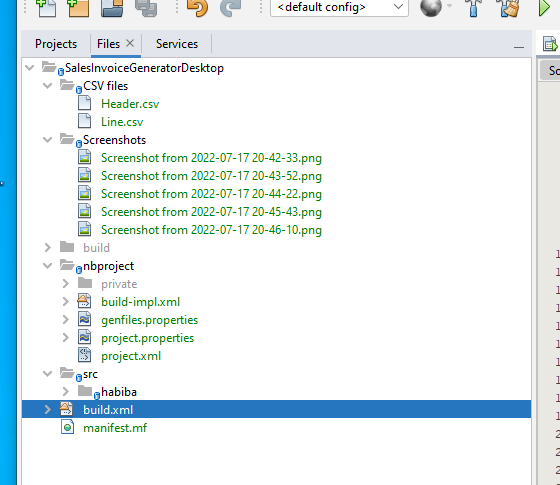 <default config>
Projects Files Services
SalesInvoiceGeneratorDesktop
CSV files
Header.csv
Line.csv
Screenshots
Screenshot from 2022-07-17 20-42-33.png
Screenshot from 2022-07-17 20-43-52.png
Screenshot from 2022-07-17 20-44-22.png
Screenshot from 2022-07-17 20-45-43.png
Screenshot from 2022-07-17 20-46-10.png
build
nbproject
private
build-impl.xml
genfiles.properties
project.properties
project.xml
src
habiba
build.xml
manifest.mf